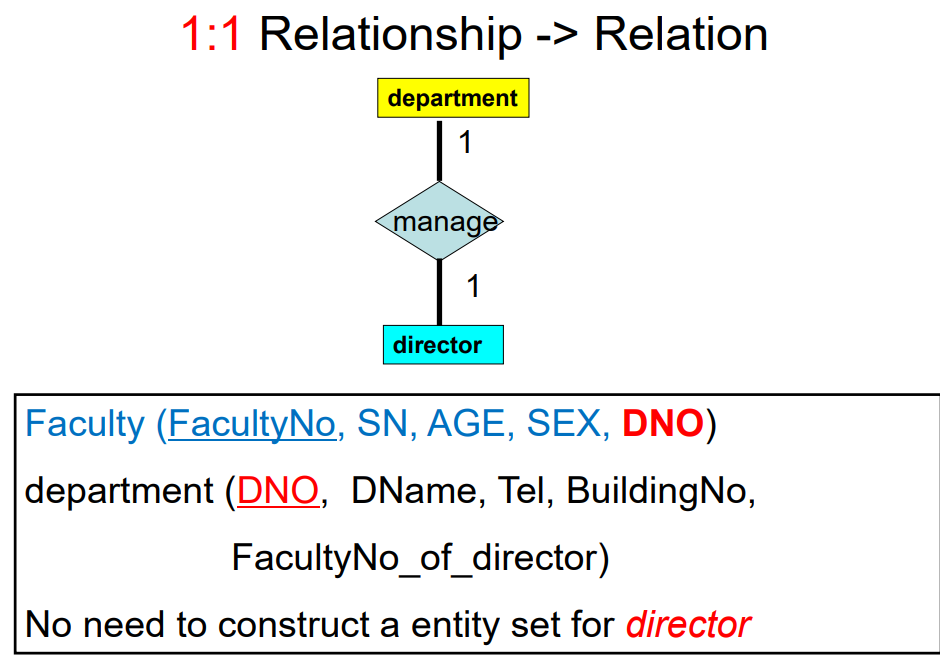 1:1 Relationship -> Relation
department
1
manage
1
director
Faculty (FacultyNo, SN, AGE, SEX, DNO)
department (DNO, DName, Tel, BuildingNo,
FacultyNo_of_director)
No need to construct a entity set for director